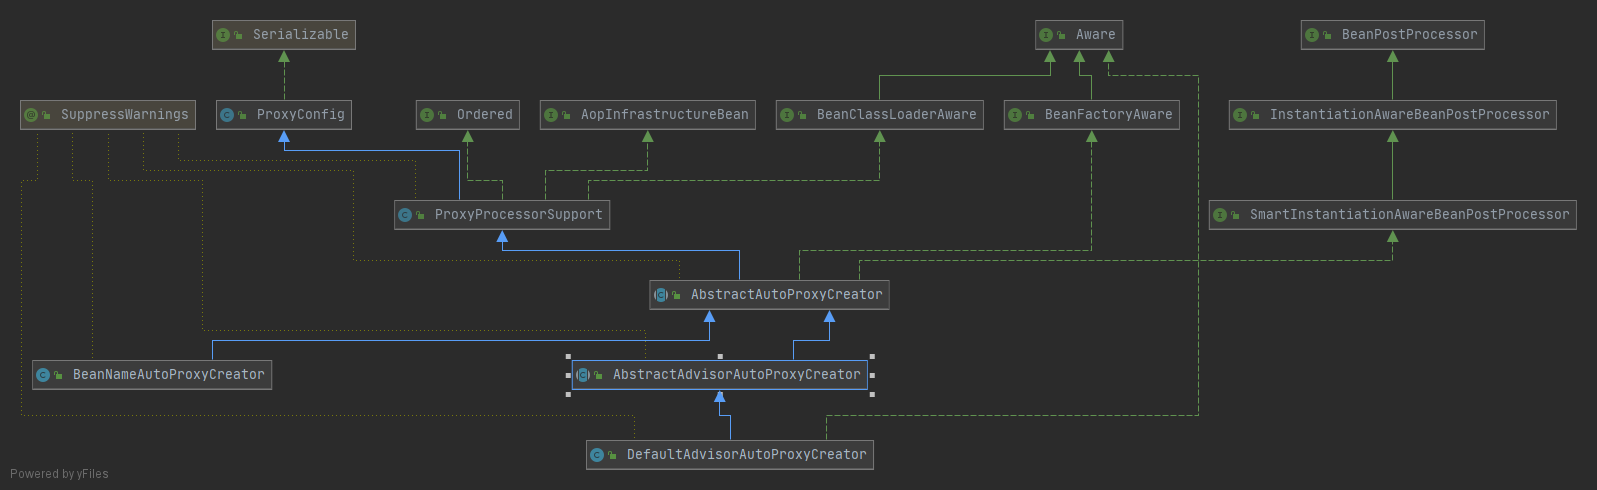 Serializable
Aware
BeanPostProcessor
SuppressWarnings
ProxyConfig
Ordered
AopInfrastructureBean
BeanClassLoaderAware
BeanFactoryAware
InstantiationAwareBeanPostProcessor
ProxyProcessorSupport
SmartInstantiationAwareBeanPostProcessor
AbstractAutoProxyCreator
BeanNameAutoProxyCreator
AbstractAdvisorAutoProxyCreator
DefaultAdvisorAutoProxyCreator
Powered by yFiles